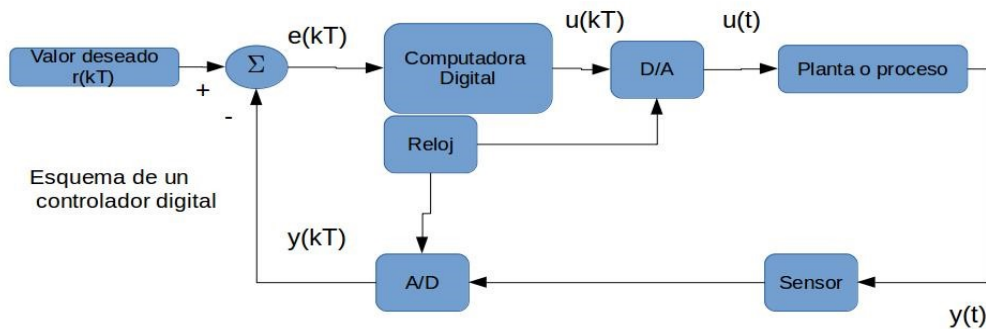 e(kT)
u(kT)
u(t)
Valor deseado
r(kT)
Σ
Computadora
Digital
D/A
Planta o proceso
+
-
Reloj
Esquema de un
controlador digital
y(kT)
A/D
Sensor
y(t)